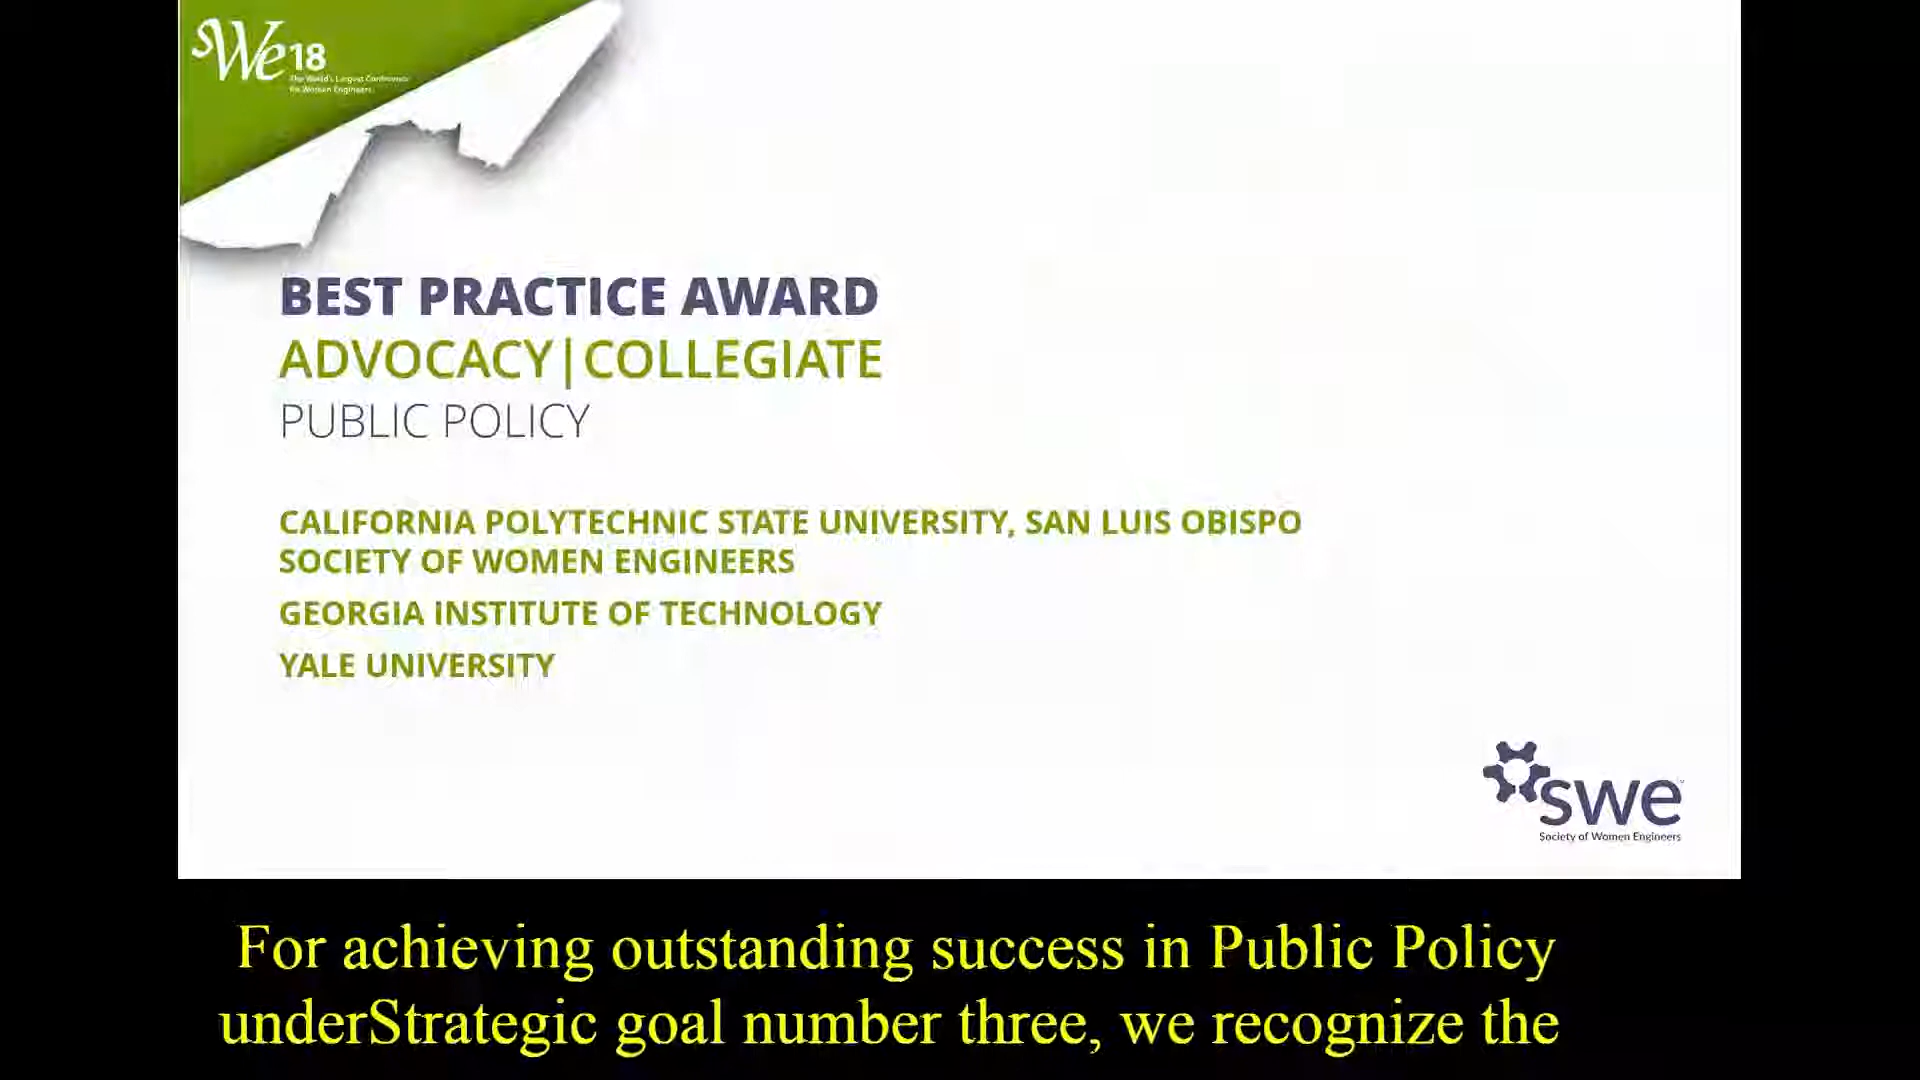 SWe18
The World's Largest Conference
for Women Engineers
BEST PRACTICE AWARD
ADVOCACY|COLLEGIATE
PUBLIC POLICY
CALIFORNIA POLYTECHNIC STATE UNIVERSITY, SAN LUIS OBISPO
SOCIETY OF WOMEN ENGINEERS
GEORGIA INSTITUTE OF TECHNOLOGY
YALE UNIVERSITY
swe
Society of Women Engineers
For achieving outstanding success in Public Policy
underStrategic goal number three, we recognize the